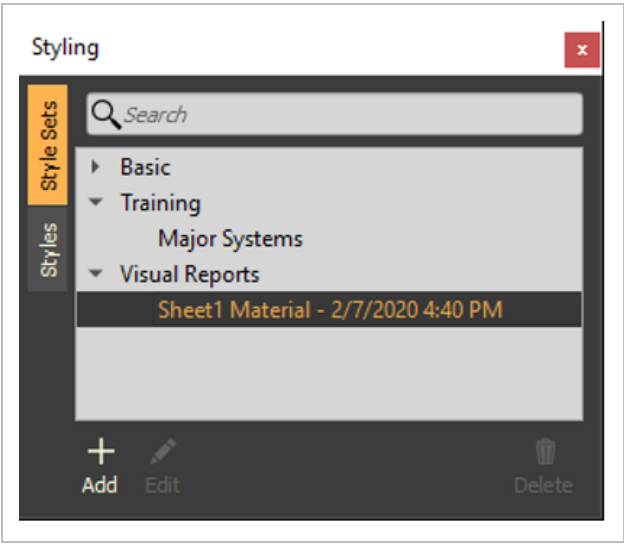 Styling
x
Style Sets
Styles
Search
Basic
Training
Major Systems
Visual Reports
Sheet1 Material - 2/7/2020 4:40 PM
Add
Edit
Delete